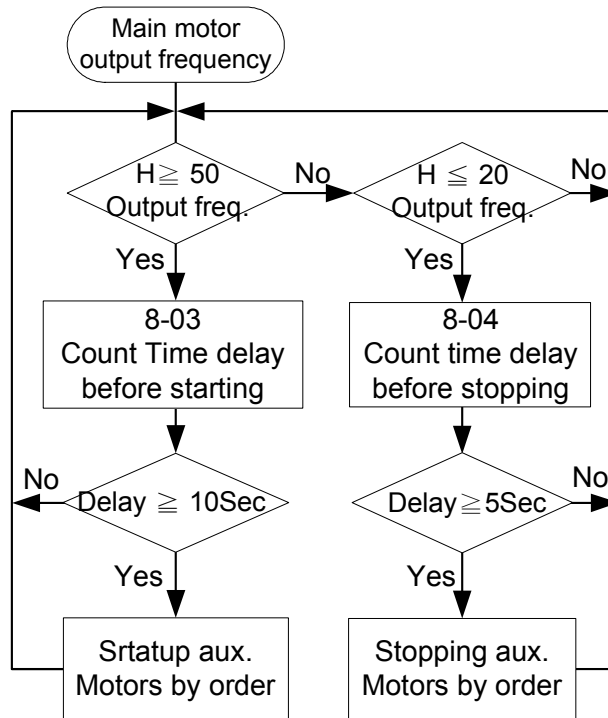 Main motor
output frequency
H≧ 50
Output freq.
No
H ≦ 20
Output freq.
No
Yes
Yes
8-03
Count Time delay
before starting
8-04
Count time delay
before stopping
No
Delay ≧ 10Sec
Delay≧5Sec
No
Yes
Yes
Srtatup aux.
Motors by order
Stopping aux.
Motors by order